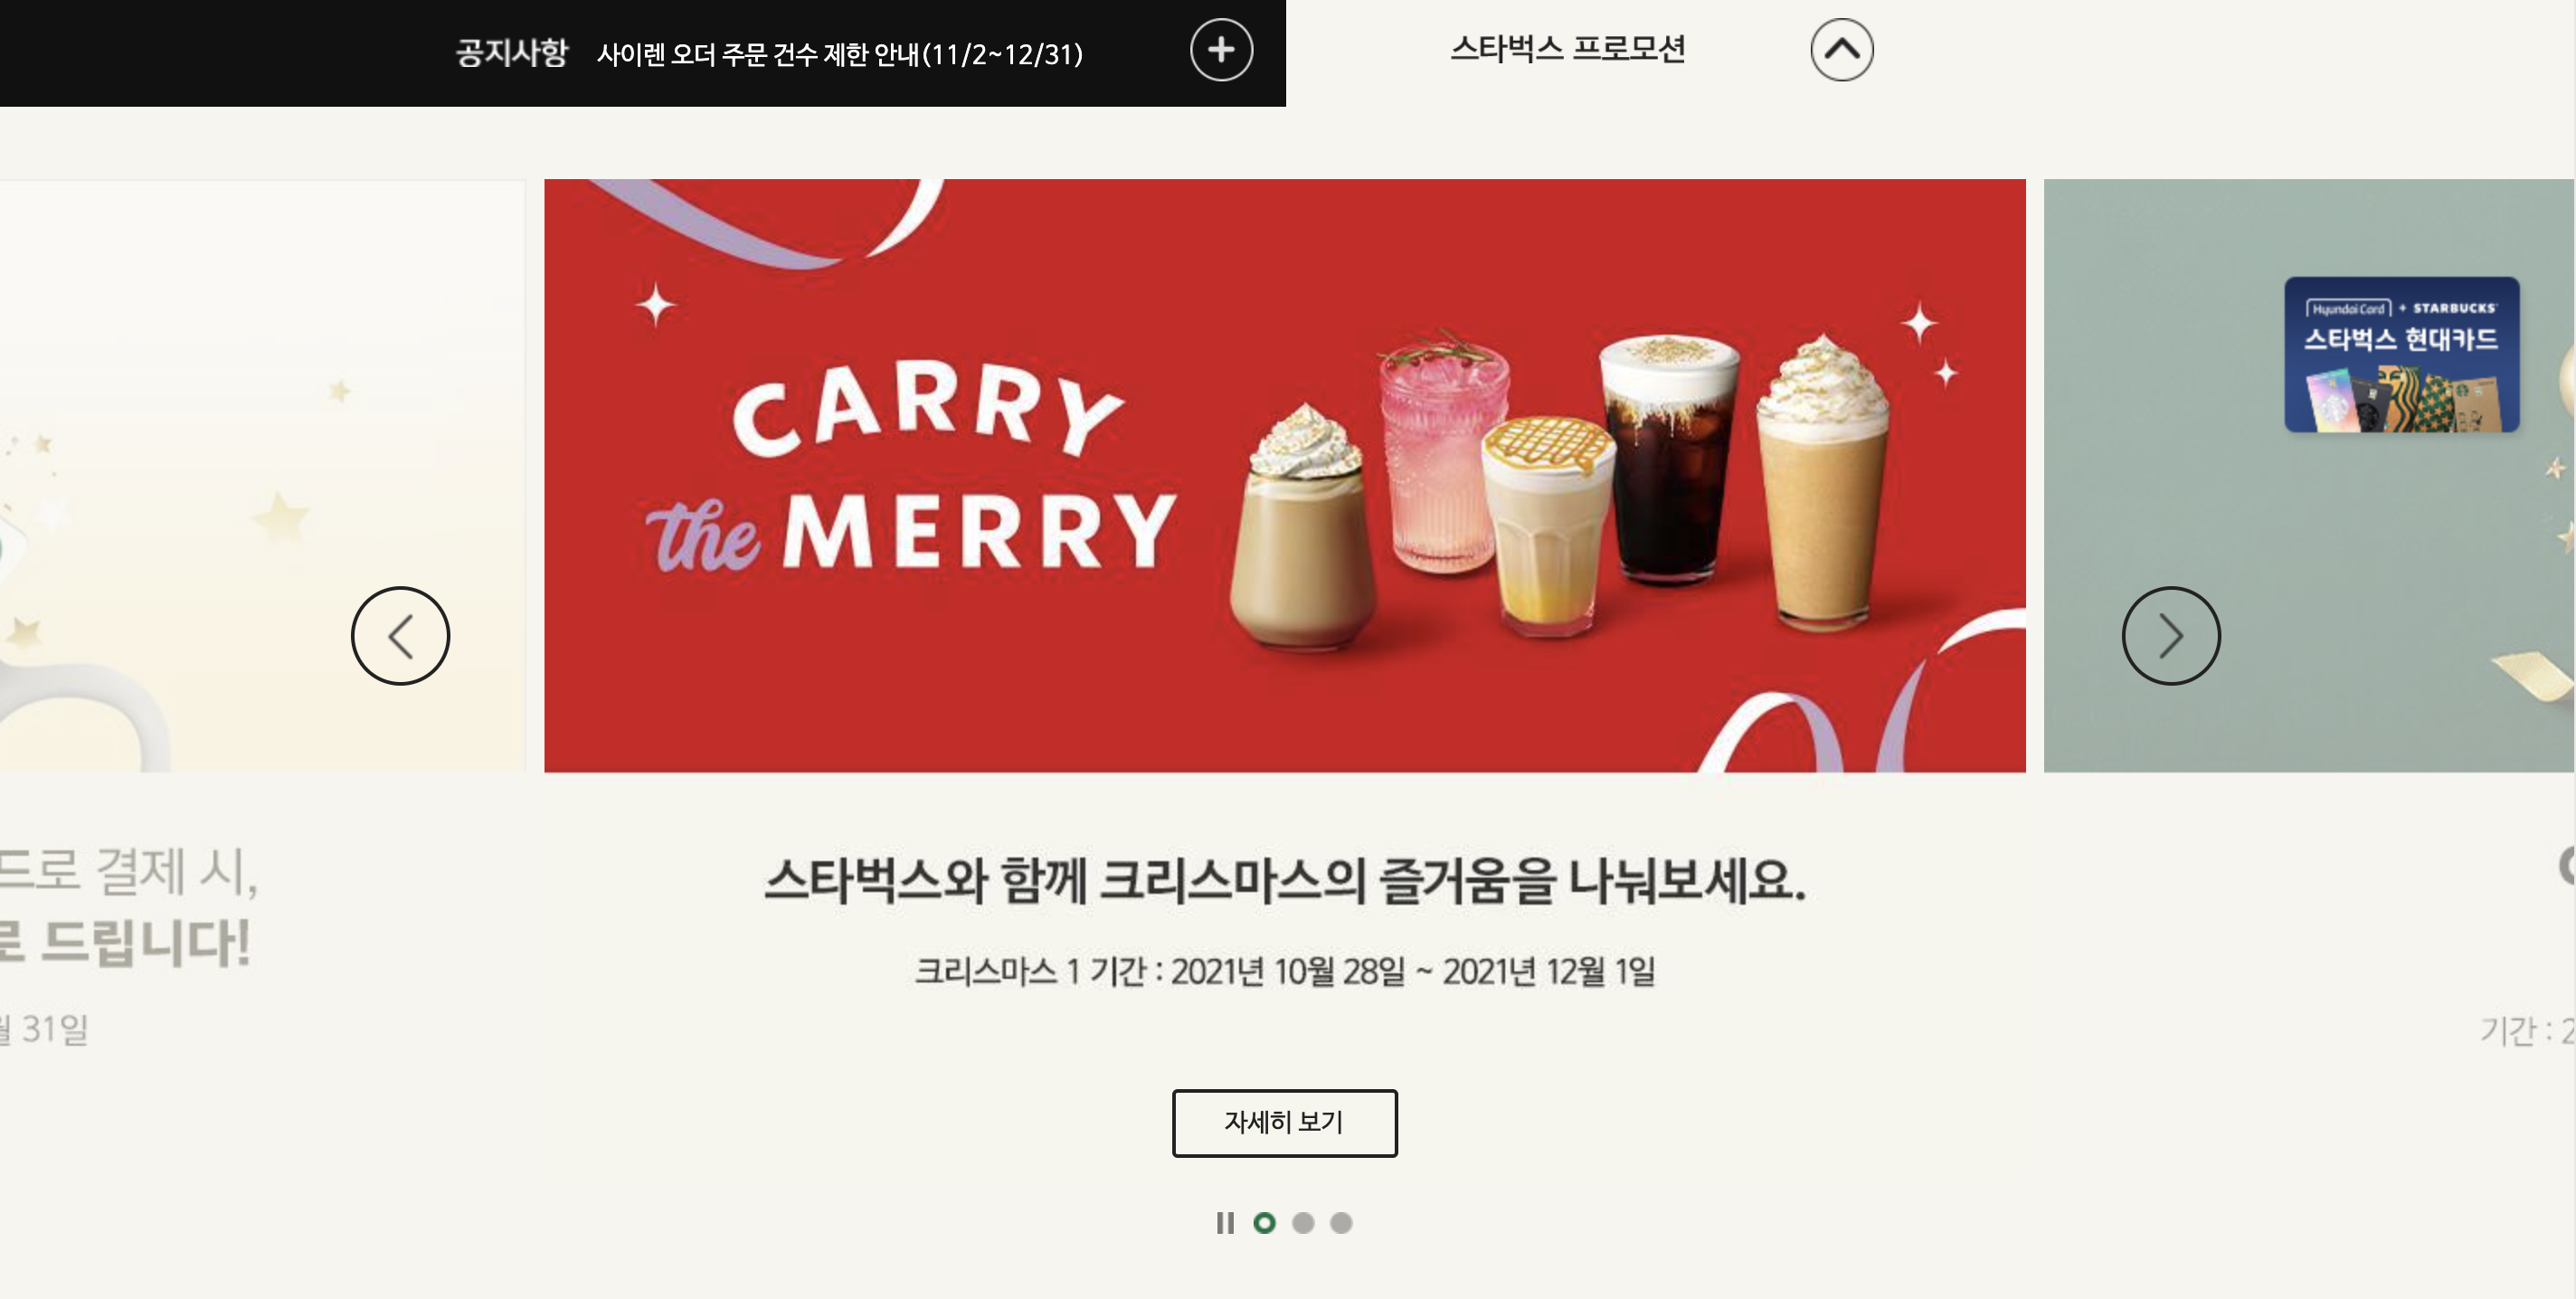 공지사항 사이렌 오더 주문 건수 제한 안내(11/2~12/31)
스타벅스 프로모션
CARRY
the MERRY
Hyundai Card + STARBUCKS
스타벅스 현대카드
드로 결제 시,
로 드립니다!
월 31일
스타벅스와 함께 크리스마스의 즐거움을 나눠보세요.
크리스마스 1 기간 : 2021년 10월 28일 ~ 2021년 12월 1일
기간 : 2
자세히 보기